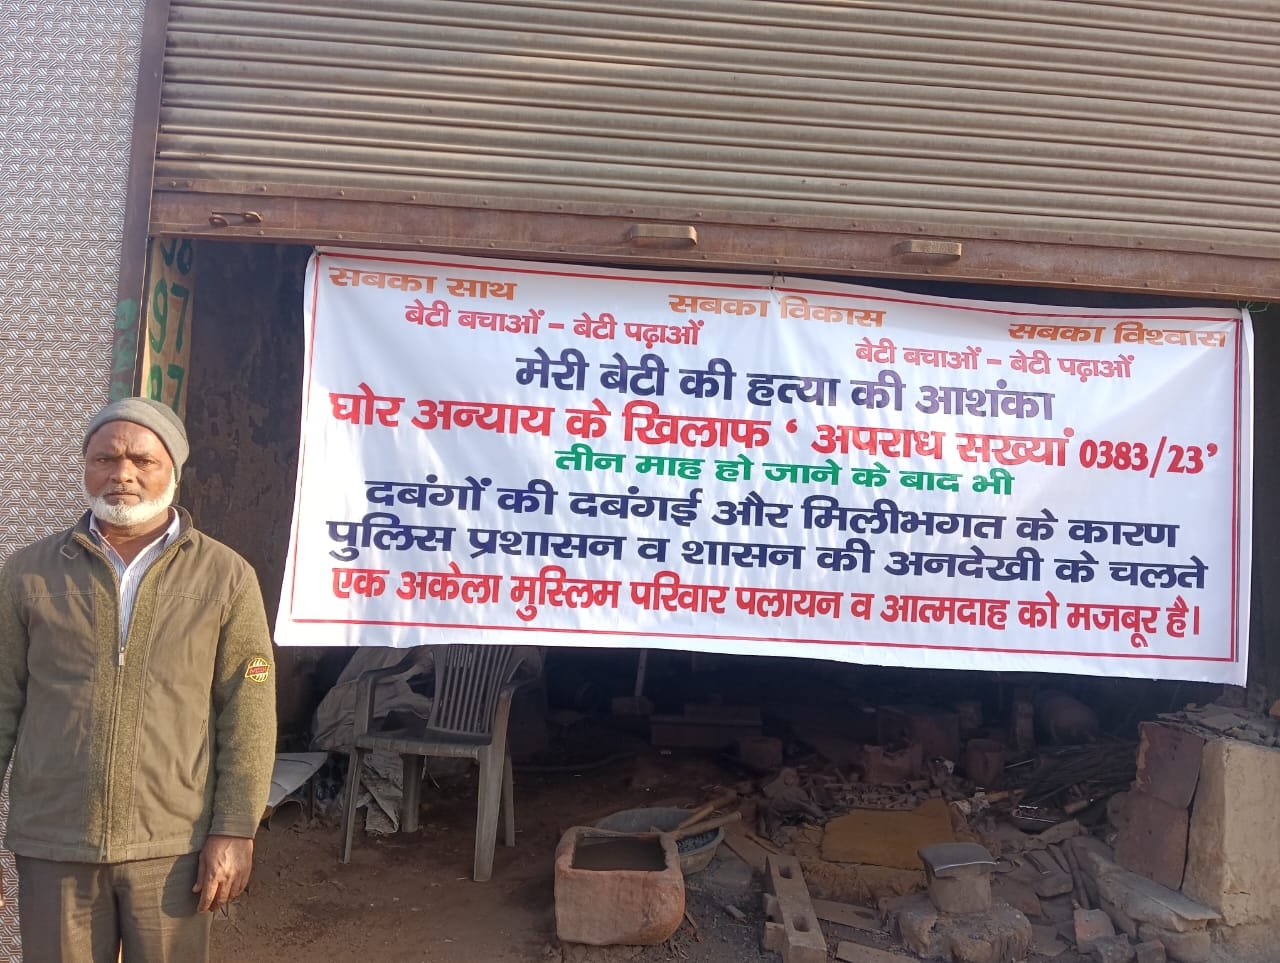 सबका साथ सबका विकास सबका विश्वास
बेटी बचाओं – बेटी पढ़ाओं बेटी बचाओं – बेटी पढ़ाओं
मेरी बेटी की हत्या की आशंका
घोर अन्याय के खिलाफ ‘ अपराध सख्यां 0383/23’
तीन माह हो जाने के बाद भी
दबंगों की दबंगई और मिलीभगत के कारण
पुलिस प्रशासन व शासन की अनदेखी के चलते
एक अकेला मुस्लिम परिवार पलायन व आत्मदाह को मजबूर है।
97